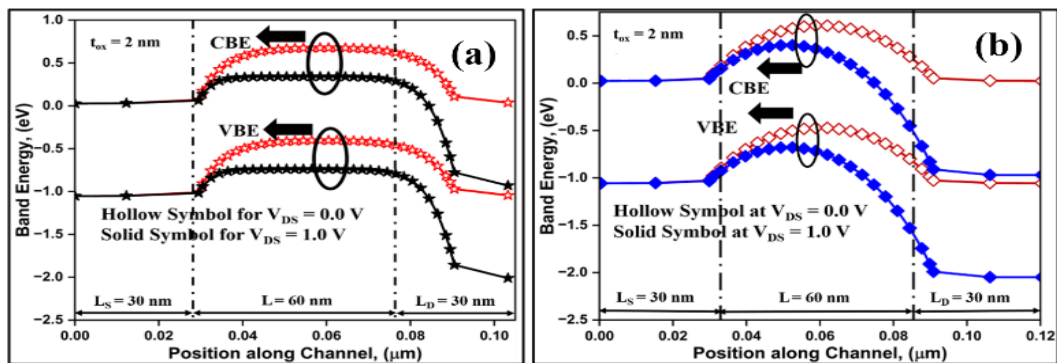 t_ox = 2 nm
CBE
(a)
VBE
Hollow Symbol for V_DS = 0.0 V
Solid Symbol for V_DS = 1.0 V
L_S = 30 nm
L = 60 nm
L_D = 30 nm
1.0
0.5
0.0
−0.5
−1.0
−1.5
−2.0
−2.5
Band Energy, (eV)
0.00
0.02
0.04
0.06
0.08
0.10
Position along Channel, (μm)
t_ox = 2 nm
(b)
CBE
VBE
Hollow Symbol at V_DS = 0.0 V
Solid Symbol at V_DS = 1.0 V
L_S = 30 nm
L = 60 nm
L_D = 30 nm
0.5
0.0
−0.5
−1.0
−1.5
−2.0
−2.5
Band Energy, (eV)
0.00
0.02
0.04
0.06
0.08
0.10
0.12
Position along Channel, (μm)